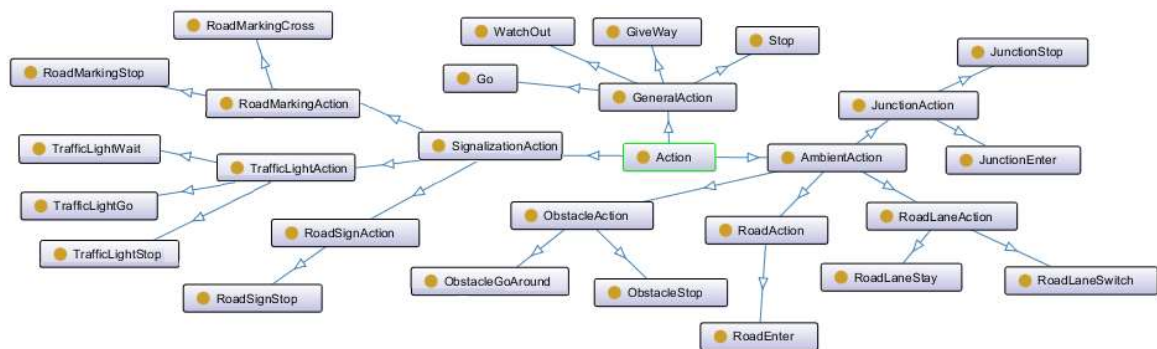 RoadMarkingCross
WatchOut
GiveWay
Stop
JunctionStop
RoadMarkingStop
Go
RoadMarkingAction
GeneralAction
JunctionAction
TrafficLightWait
SignalizationAction
Action
AmbientAction
JunctionEnter
TrafficLightAction
TrafficLightGo
ObstacleAction
RoadLaneAction
RoadSignAction
RoadAction
TrafficLightStop
ObstacleGoAround
RoadLaneStay
RoadLaneSwitch
RoadSignStop
ObstacleStop
RoadEnter